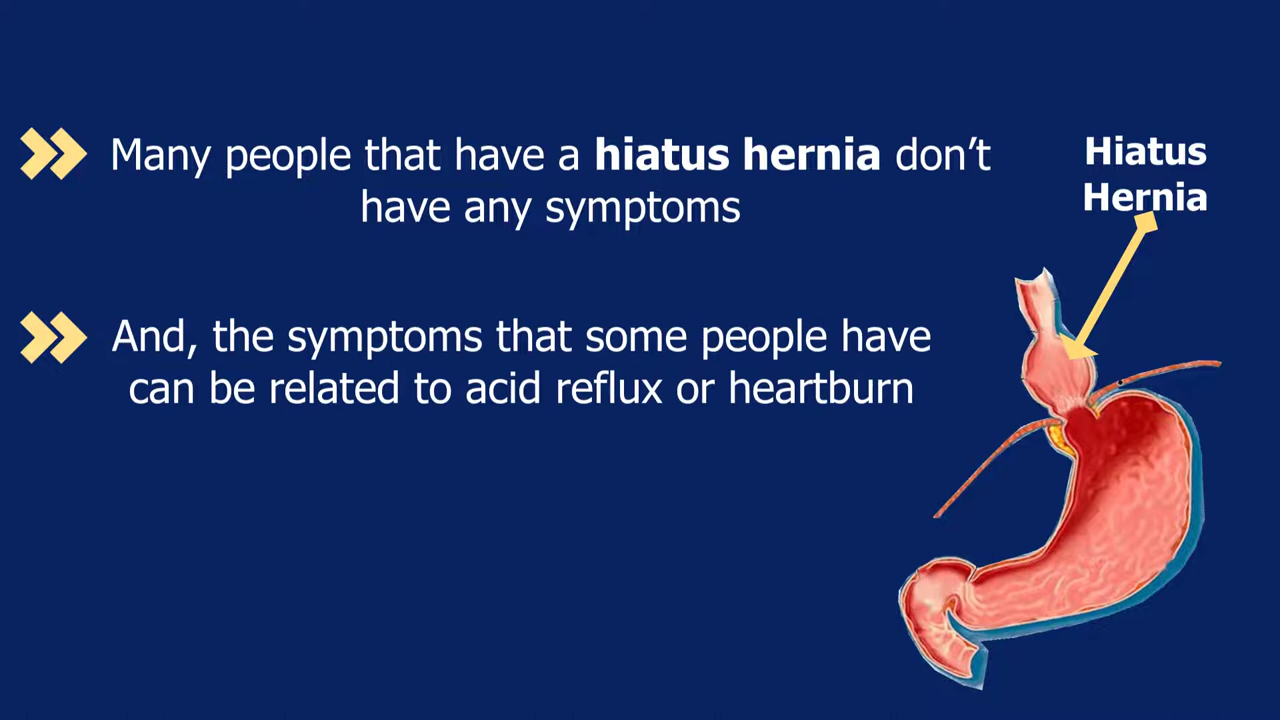 Many people that have a hiatus hernia don’t
have any symptoms
And, the symptoms that some people have
can be related to acid reflux or heartburn
Hiatus
Hernia